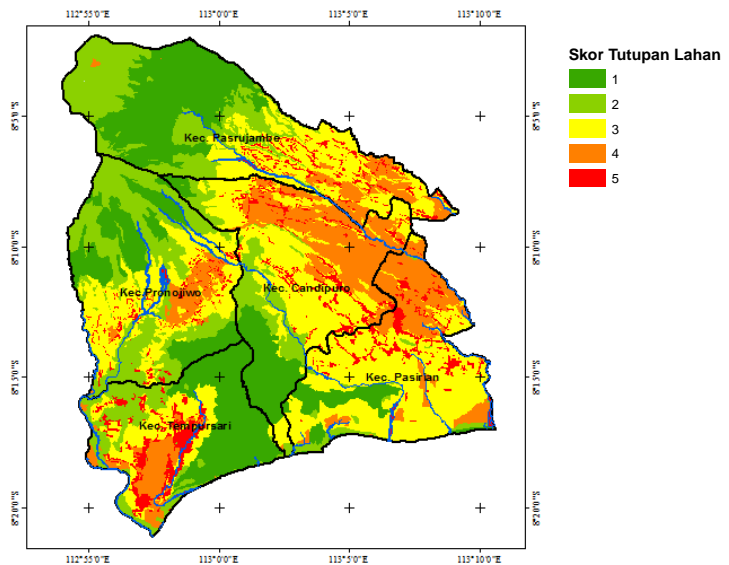 112°55'0"E 113°0'0"E 113°5'0"E 113°10'0"E
Skor Tutupan Lahan
1
2
3
4
5
8°5'0"S 8°5'0"S
Kec. Pasrujambe
8°10'0"S 8°10'0"S
Kec. Pronojiwo
Kec. Candipuro
8°15'0"S 8°15'0"S
Kec. Pasirian
Kec. Tempursari
8°20'0"S 8°20'0"S
112°55'0"E 113°0'0"E 113°5'0"E 113°10'0"E